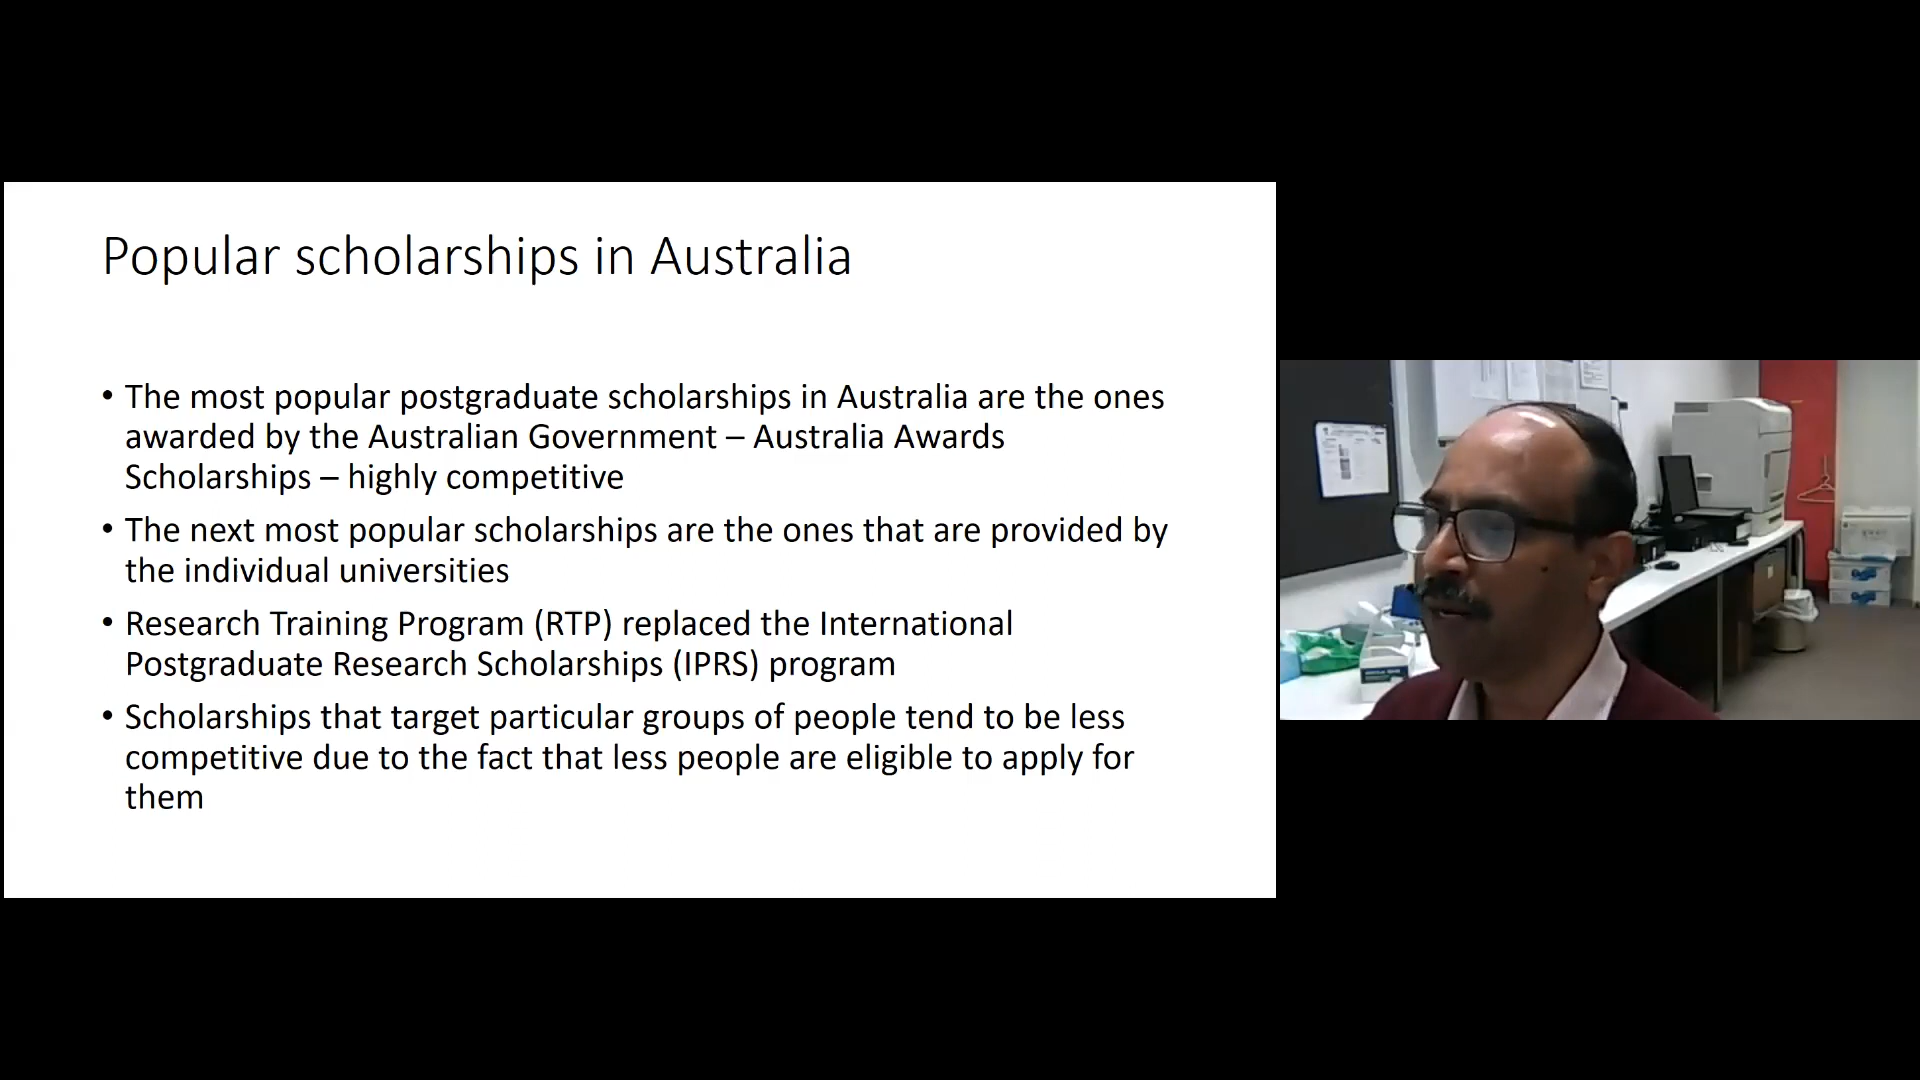 Popular scholarships in Australia
• The most popular postgraduate scholarships in Australia are the ones
awarded by the Australian Government – Australia Awards
Scholarships – highly competitive
• The next most popular scholarships are the ones that are provided by
the individual universities
• Research Training Program (RTP) replaced the International
Postgraduate Research Scholarships (IPRS) program
• Scholarships that target particular groups of people tend to be less
competitive due to the fact that less people are eligible to apply for
them